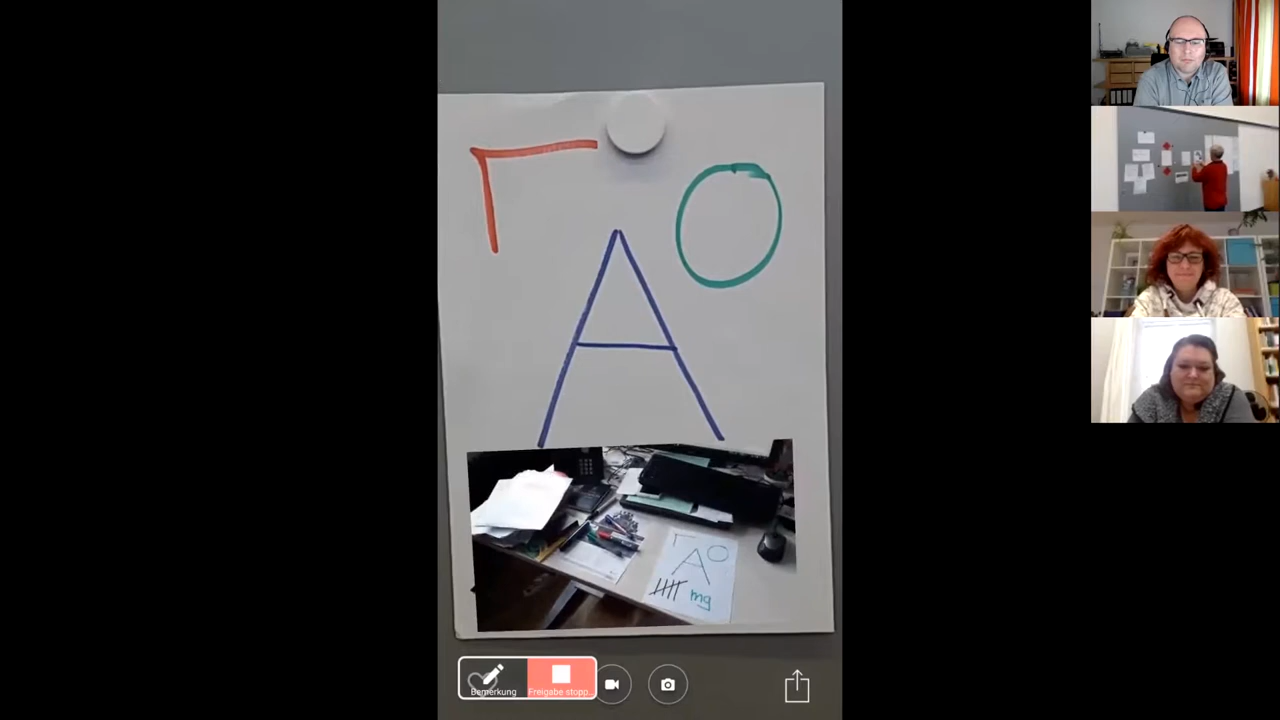 Γ O
A
Γ O
A
mg
Bemerkung Freigabe stopp...